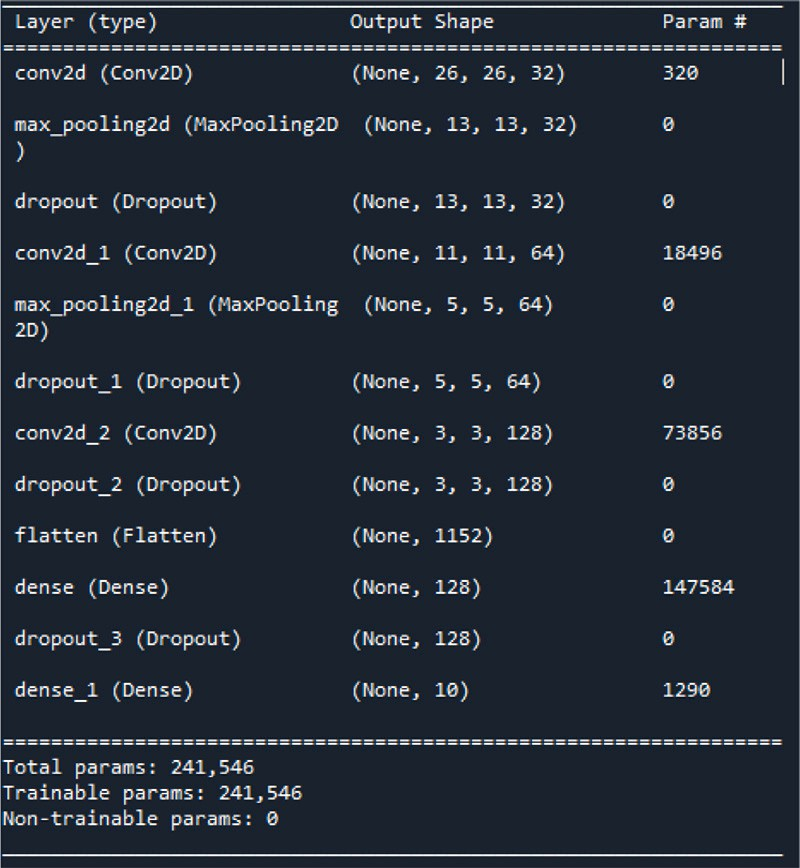 Layer (type) Output Shape Param #
=================================================================
conv2d (Conv2D) (None, 26, 26, 32) 320
max_pooling2d (MaxPooling2D (None, 13, 13, 32) 0
)
dropout (Dropout) (None, 13, 13, 32) 0
conv2d_1 (Conv2D) (None, 11, 11, 64) 18496
max_pooling2d_1 (MaxPooling (None, 5, 5, 64) 0
2D)
dropout_1 (Dropout) (None, 5, 5, 64) 0
conv2d_2 (Conv2D) (None, 3, 3, 128) 73856
dropout_2 (Dropout) (None, 3, 3, 128) 0
flatten (Flatten) (None, 1152) 0
dense (Dense) (None, 128) 147584
dropout_3 (Dropout) (None, 128) 0
dense_1 (Dense) (None, 10) 1290
=================================================================
Total params: 241,546
Trainable params: 241,546
Non-trainable params: 0